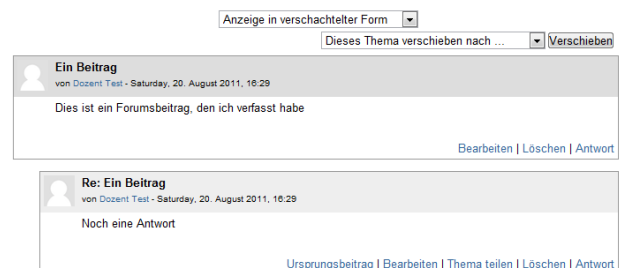 Anzeige in verschachtelter Form
Dieses Thema verschieben nach ... Verschieben
Ein Beitrag
von Dozent Test - Saturday, 20. August 2011, 16:29
Dies ist ein Forumsbeitrag, den ich verfasst habe
Bearbeiten | Löschen | Antwort
Re: Ein Beitrag
von Dozent Test - Saturday, 20. August 2011, 16:29
Noch eine Antwort
Ursprungsbeitrag | Bearbeiten | Thema teilen | Löschen | Antwort